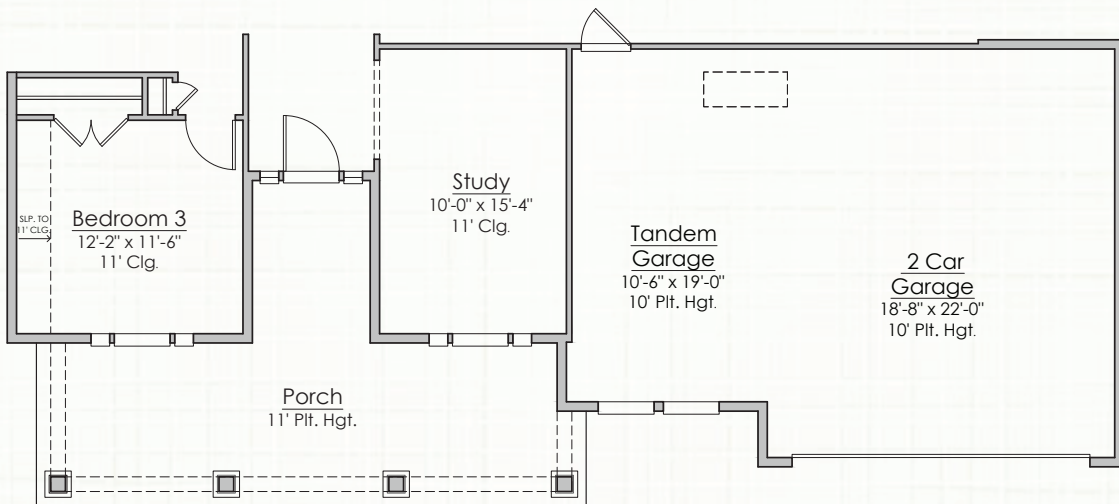 SLP. TO
11' CLG.
Bedroom 3
12'-2" x 11'-6"
11' Clg.
Study
10'-0" x 15'-4"
11' Clg.
Tandem
Garage
10'-6" x 19'-0"
10' Plt. Hgt.
2 Car
Garage
18'-8" x 22'-0"
10' Plt. Hgt.
Porch
11' Plt. Hgt.